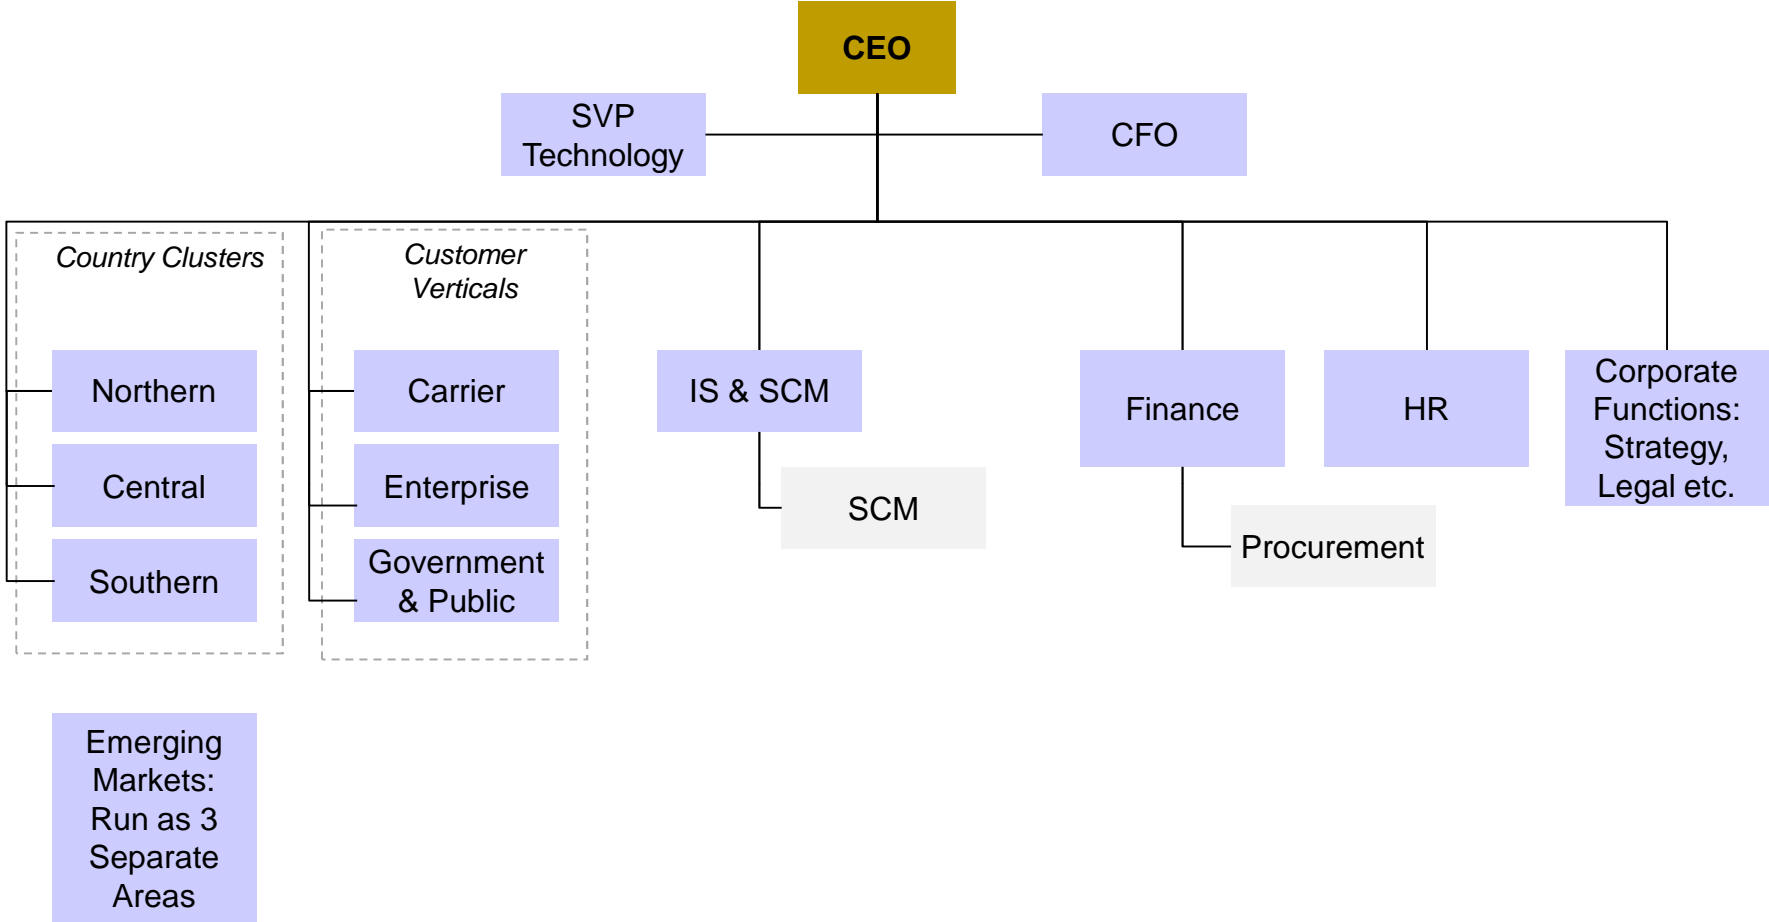 CEO
SVP
Technology
CFO
Country Clusters
Customer
Verticals
Northern
Central
Southern
Carrier
Enterprise
Government
& Public
IS & SCM
SCM
Finance
Procurement
HR
Corporate
Functions:
Strategy,
Legal etc.
Emerging
Markets:
Run as 3
Separate
Areas